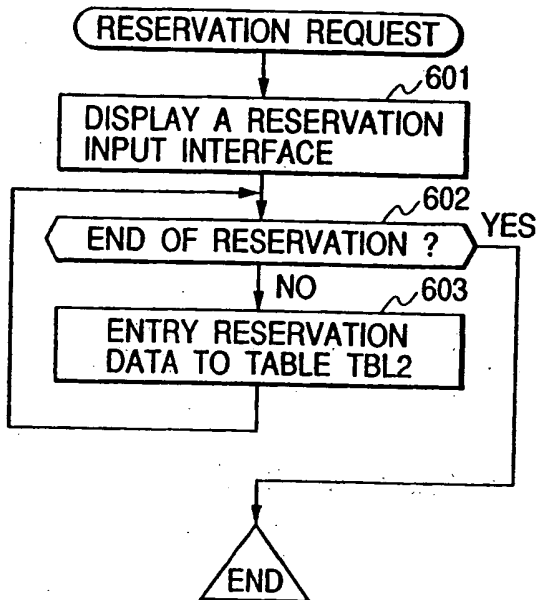 RESERVATION REQUEST
601
DISPLAY A RESERVATION
INPUT INTERFACE
602
END OF RESERVATION ?
YES
NO
603
ENTRY RESERVATION
DATA TO TABLE TBL2
END